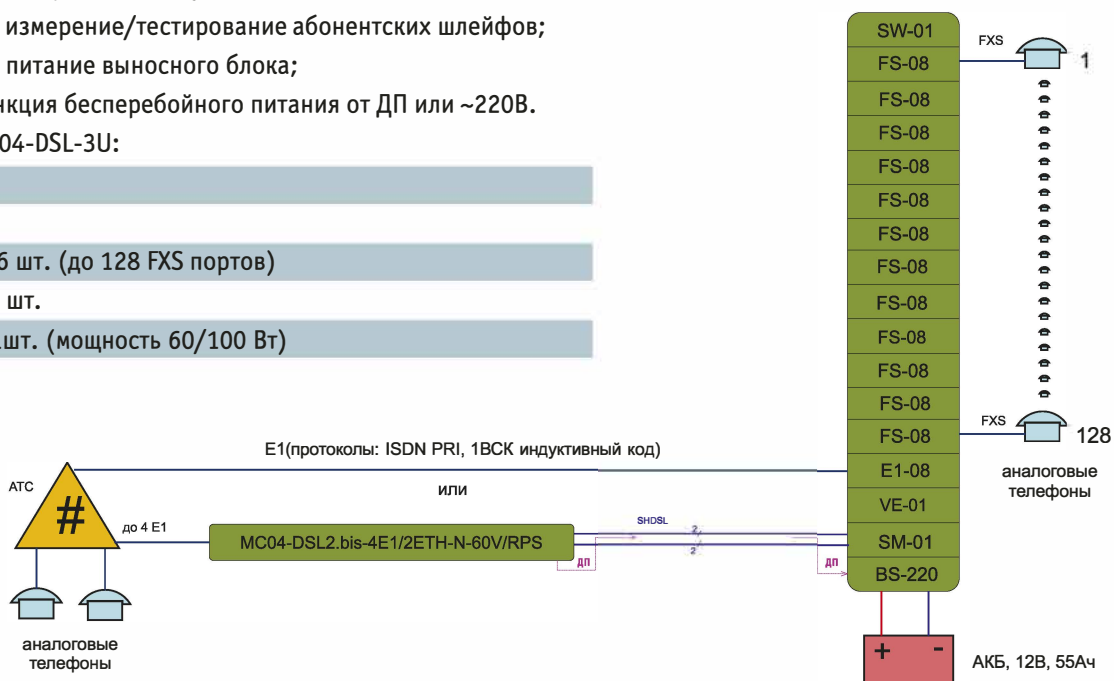 измерение/тестирование абонентских шлейфов;
питание выносного блока;
нкция бесперебойного питания от ДП или ~220В.
04-DSL-3U:
6 шт. (до 128 FXS портов)
шт.
шт. (мощность 60/100 Вт)
SW-01
FS-08
FS-08
FS-08
FS-08
FS-08
FS-08
FS-08
FS-08
FS-08
FS-08
FS-08
FS-08
E1-08
VE-01
SM-01
BS-220
FXS
1
FXS
128
аналоговые
телефоны
E1(протоколы: ISDN PRI, 1ВСК индуктивный код)
или
АТС
#
до 4 E1
MC04-DSL2.bis-4E1/2ETH-N-60V/RPS
SHDSL
2
2
ДП
ДП
аналоговые
телефоны
+ -
АКБ, 12В, 55Ач